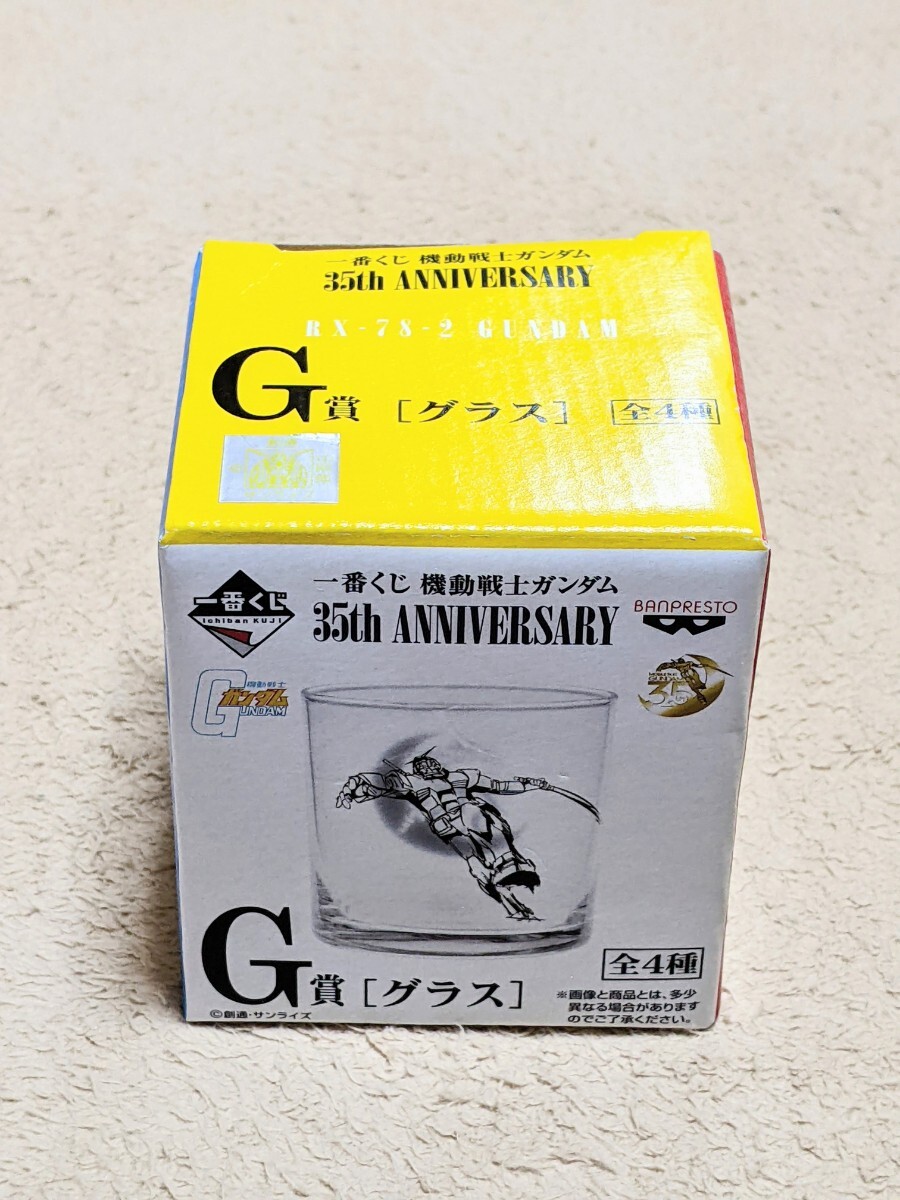 一番くじ 機動戦士ガンダム
35th ANNIVERSARY
RX-78-2 GUNDAM
G賞 [グラス] 全4種
一番くじ
Ichiban KUJI
一番くじ 機動戦士ガンダム
35th ANNIVERSARY
BANPRESTO
機動戦士
ガンダム
GUNDAM
MOBILE SUIT
GUNDAM
35
G賞 [グラス]
全4種
※画像と商品とは、多少
異なる場合があります
のでご了承ください。
©創通・サンライズ